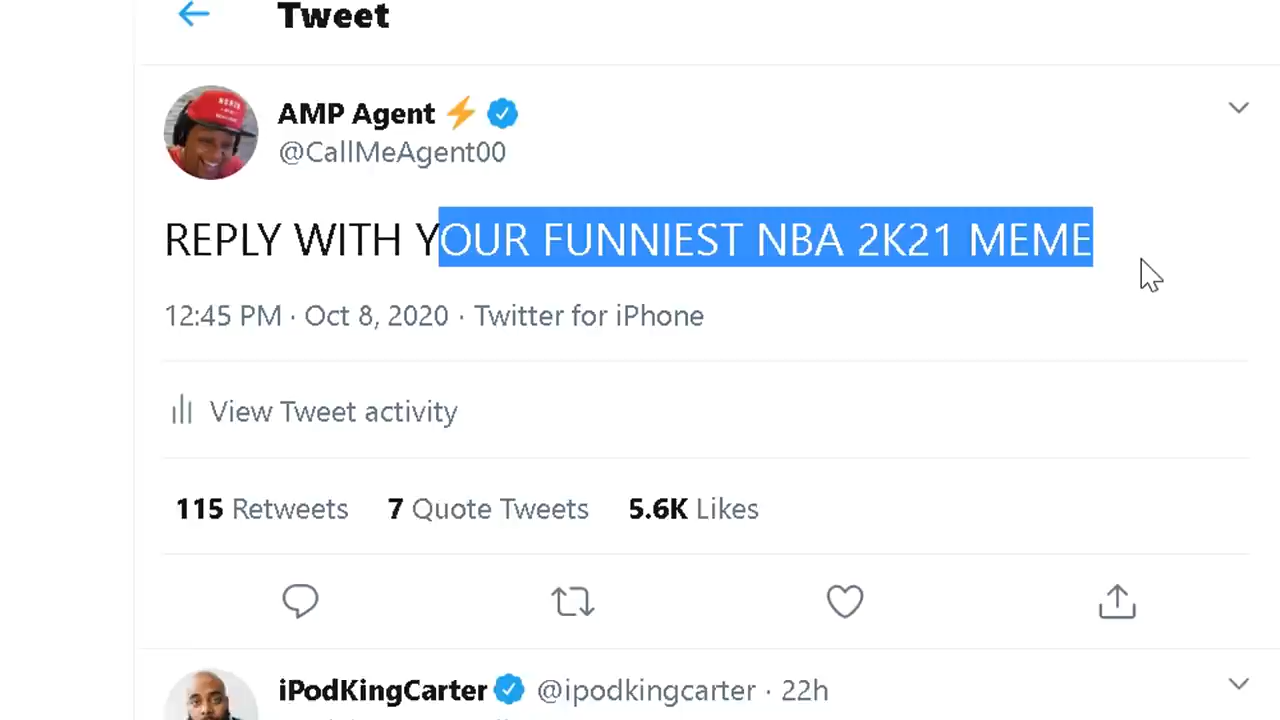 Tweet
AMP Agent ⚡
@CallMeAgent00
REPLY WITH YOUR FUNNIEST NBA 2K21 MEME
12:45 PM · Oct 8, 2020 · Twitter for iPhone
View Tweet activity
115 Retweets 7 Quote Tweets 5.6K Likes
iPodKingCarter @ipodkingcarter · 22h